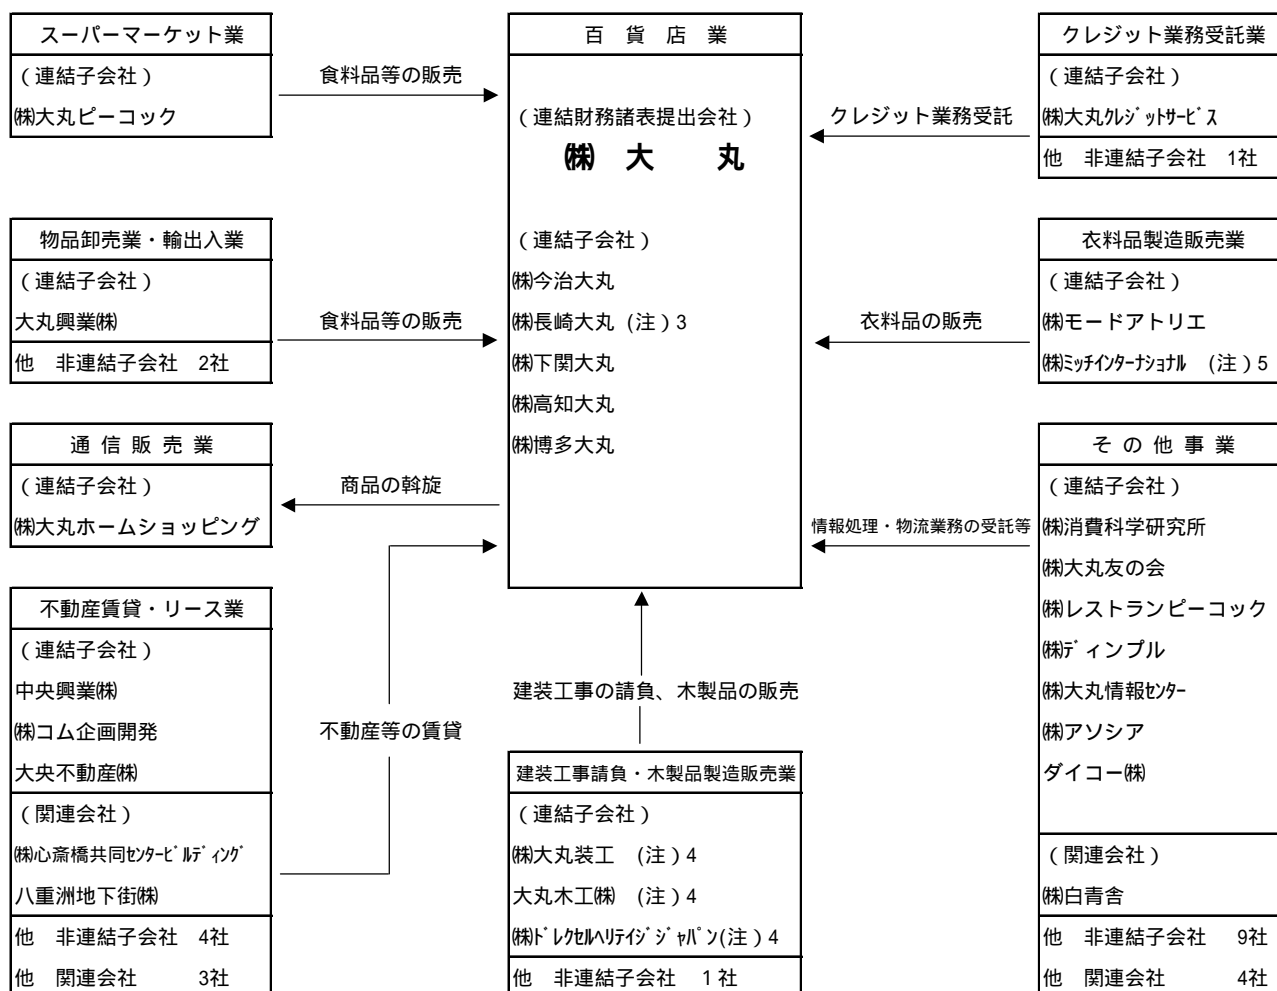 スーパーマーケット業
（連結子会社）
㈱大丸ピーコック
食料品等の販売
物品卸売業・輸出入業
（連結子会社）
大丸興業㈱
他　非連結子会社　2社
食料品等の販売
通 信 販 売 業
（連結子会社）
㈱大丸ホームショッピング
商品の斡旋
不動産賃貸・リース業
（連結子会社）
中央興業㈱
㈱コム企画開発
大央不動産㈱
（関連会社）
㈱心斎橋共同ｾﾝﾀｰﾋﾞﾙﾃﾞｨﾝｸﾞ
八重洲地下街㈱
他　非連結子会社　4社
他　関連会社　3社
不動産等の賃貸
百　貨　店　業
（連結財務諸表提出会社）
㈱　大　　丸
（連結子会社）
㈱今治大丸
㈱長崎大丸 (注）3
㈱下関大丸
㈱高知大丸
㈱博多大丸
建装工事の請負、木製品の販売
建装工事請負・木製品製造販売業
（連結子会社）
㈱大丸装工　(注）4
大丸木工㈱　(注）4
㈱ﾄﾞﾚｸｾﾙﾍﾘﾃｲｼﾞｼﾞｬﾊﾟﾝ(注）4
他　非連結子会社　1社
クレジット業務受託業
（連結子会社）
㈱大丸ｸﾚｼﾞｯﾄｻｰﾋﾞｽ
他　非連結子会社　1社
クレジット業務受託
衣料品製造販売業
（連結子会社）
㈱モードアトリエ
㈱ﾐｯﾁｲﾝﾀｰﾅｼｮﾅﾙ　(注）5
衣料品の販売
そ の 他 事 業
（連結子会社）
㈱消費科学研究所
㈱大丸友の会
㈱レストランピーコック
㈱ﾃﾞｨンプル
㈱大丸情報ｾﾝﾀｰ
㈱アソシア
ダイコー㈱
（関連会社）
㈱白青舎
他　非連結子会社　9社
他　関連会社　4社
情報処理・物流業務の受託等